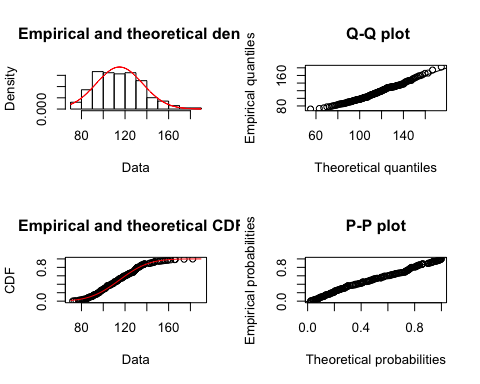 Empirical and theoretical den
Density
0.000
80 120 160
Data
Q-Q plot
Empirical quantiles
80 160
60 100 140
Theoretical quantiles
Empirical and theoretical CDF
CDF
0.0 0.8
80 120 160
Data
P-P plot
Empirical probabilities
0.0 0.8
0.0 0.4 0.8
Theoretical probabilities